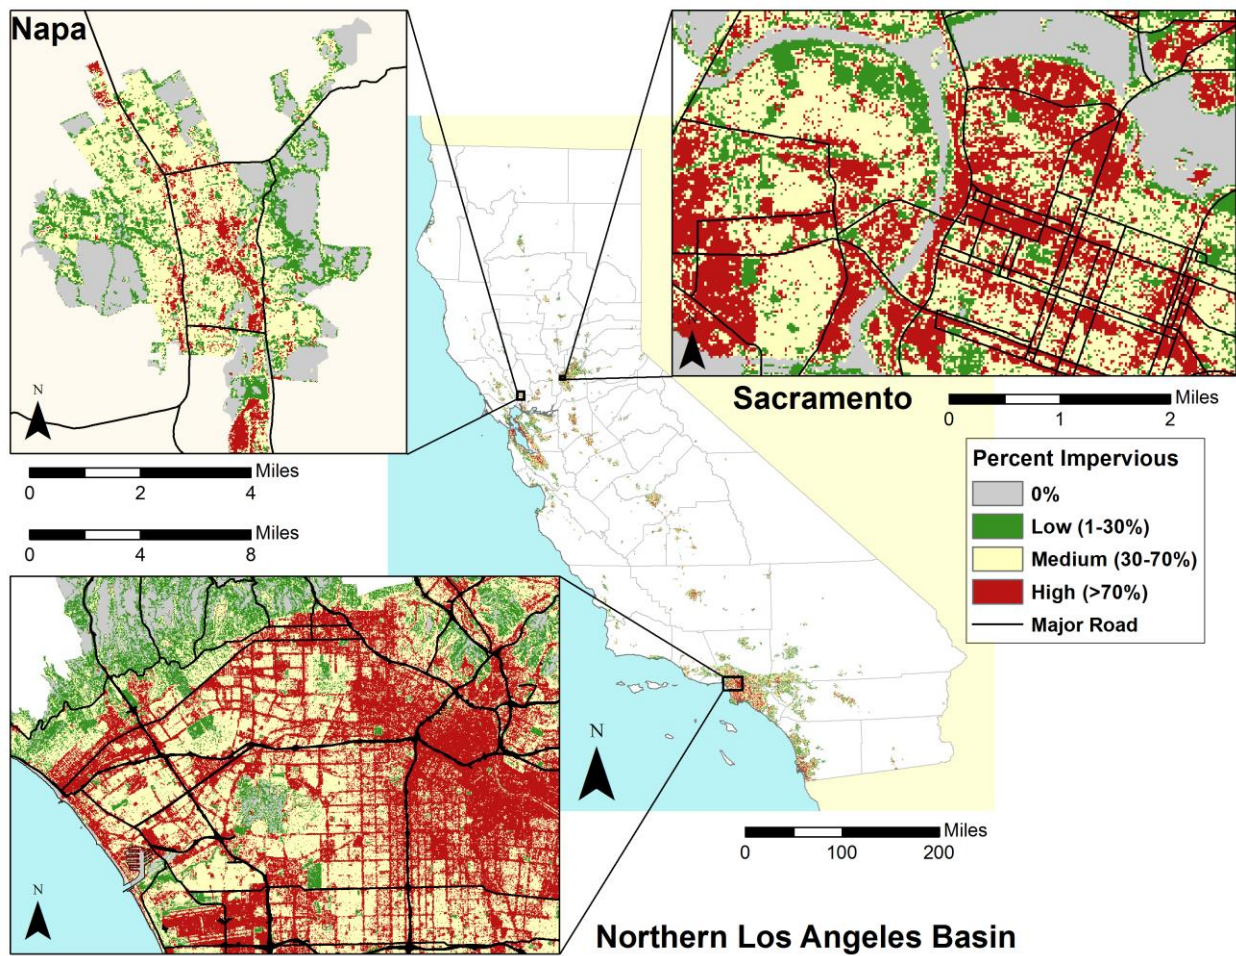 Napa
N
Miles
0 2 4
Miles
0 4 8
N
Sacramento
Miles
0 1 2
Percent Impervious
0%
Low (1-30%)
Medium (30-70%)
High (>70%)
Major Road
N
Miles
0 100 200
N
Northern Los Angeles Basin